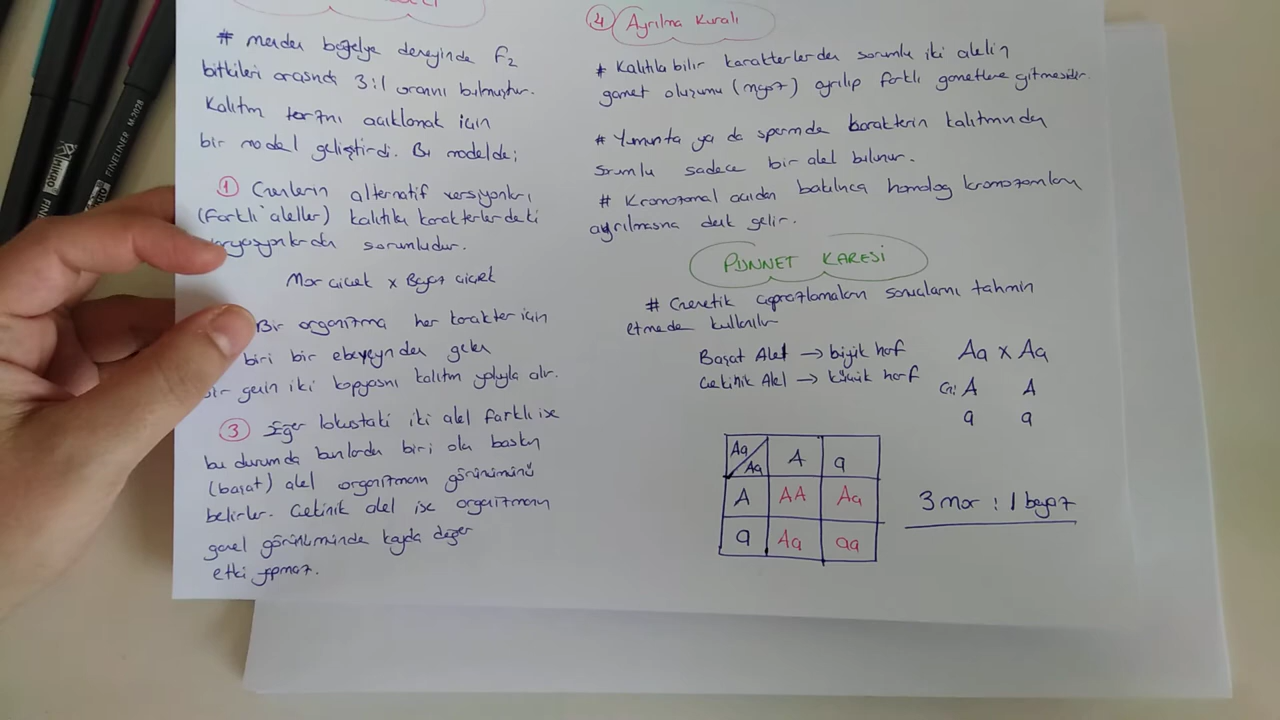 # mendel bezelye deneyinde F2
bitkileri arasında 3:1 oranını bulmuştur.
Kalıtım tarzını açıklamak için
bir model geliştirdi. Bu modelde;
① Genlerin alternatif versiyonları
(Farklı aleller) kalıtılan karakterlerdeki
sorumludur.
Mor çiçek x Beyaz çiçek
Bir organizma her karakter için
biri bir ebeveynden gelen
bir genin iki kopyasını kalıtım yoluyla alır.
③ Eğer lokustaki iki alel farklı ise
bu durumda bunlardan biri olan baskın
(başat) alel organizmanın görünümünü
belirler. Çekinik alel ise organizmanın
genel görünümünde kayda değer
etki yapmaz.
④ Ayrılma Kuralı
# Kalıtılabilir karakterlerden sorumlu iki alelin
gamet oluşumu (mayoz) ayrılıp farklı gametlere gitmesidir.
# Yumurta ya da spermde karakterin kalıtımından
sorumlu sadece bir alel bulunur.
# Kromozomal açıdan bakılınca homolog kromozomların
ayrılmasına denk gelir.
PUNNET KARESİ
# Genetik çaprazlamaların sonuçlarını tahmin
etmede kullanılır
Başat Alel → büyük harf
Çekinik Alel → küçük harf
Aa x Aa
G: A A
a a
Aa Aa A a
A AA Aa
a Aa aa
3 mor : 1 beyaz
FINELINER M-2028
MIKRO FINELINER